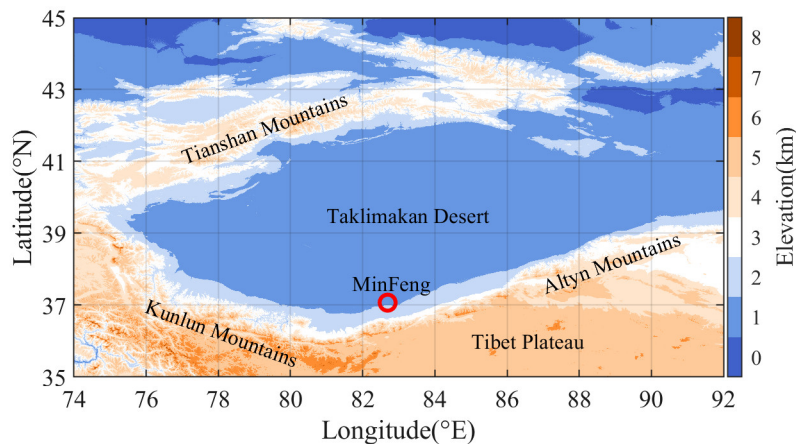 45
43
41
39
37
35
Latitude(°N)
74
76
78
80
82
84
86
88
90
92
Longitude(°E)
Tianshan Mountains
Taklimakan Desert
MinFeng
Altyn Mountains
Kunlun Mountains
Tibet Plateau
8
7
6
5
4
3
2
1
0
Elevation(km)